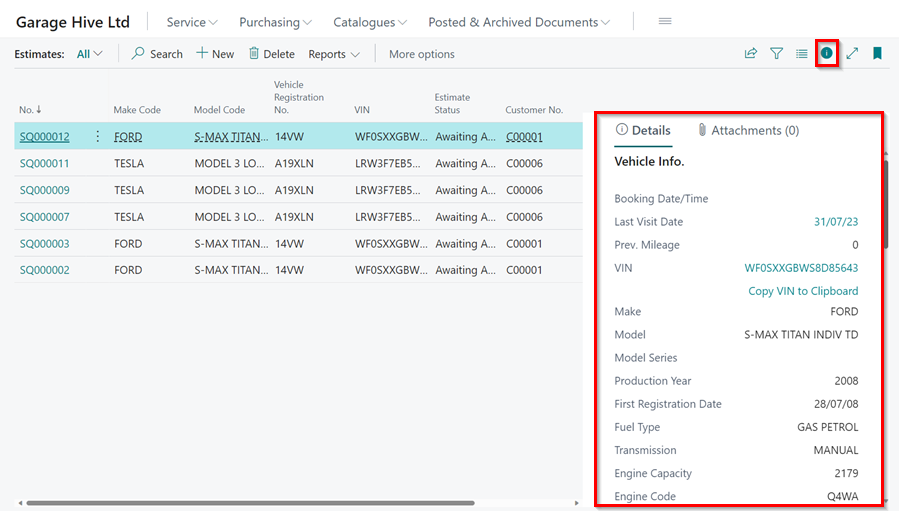 Garage Hive Ltd Service Purchasing Catalogues Posted & Archived Documents
Estimates: All Search New Delete Reports More options
No. ↓ Make Code Model Code Vehicle Registration No. VIN Estimate Status Customer No.
SQ000012 FORD S-MAX TITAN... 14VW WF0SXXGBW... Awaiting A... C00001
SQ000011 TESLA MODEL 3 LO... A19XLN LRW3F7EB5... Awaiting A... C00006
SQ000009 TESLA MODEL 3 LO... A19XLN LRW3F7EB5... Awaiting A... C00006
SQ000007 TESLA MODEL 3 LO... A19XLN LRW3F7EB5... Awaiting A... C00006
SQ000003 FORD S-MAX TITAN... 14VW WF0SXXGBW... Awaiting A... C00001
SQ000002 FORD S-MAX TITAN... 14VW WF0SXXGBW... Awaiting A... C00001
Details Attachments (0)
Vehicle Info.
Booking Date/Time
Last Visit Date 31/07/23
Prev. Mileage 0
VIN WF0SXXGBWS8D85643
Copy VIN to Clipboard
Make FORD
Model S-MAX TITAN INDIV TD
Model Series
Production Year 2008
First Registration Date 28/07/08
Fuel Type GAS PETROL
Transmission MANUAL
Engine Capacity 2179
Engine Code Q4WA